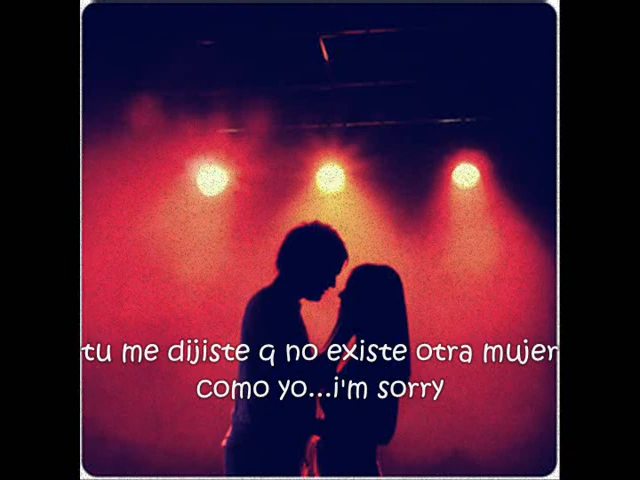 tu me dijiste q no existe otra mujer
como yo...i'm sorry